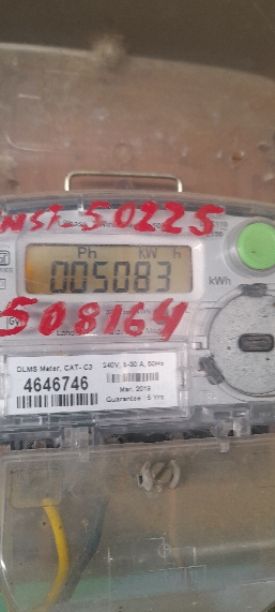 MST-50225
Ph KW h
005083
kWh
508164
DLMS Meter, CAT- C3
240V, 5-30 A, 50Hz
4646746
Mar. 2019
Guarantee : 5 Yrs